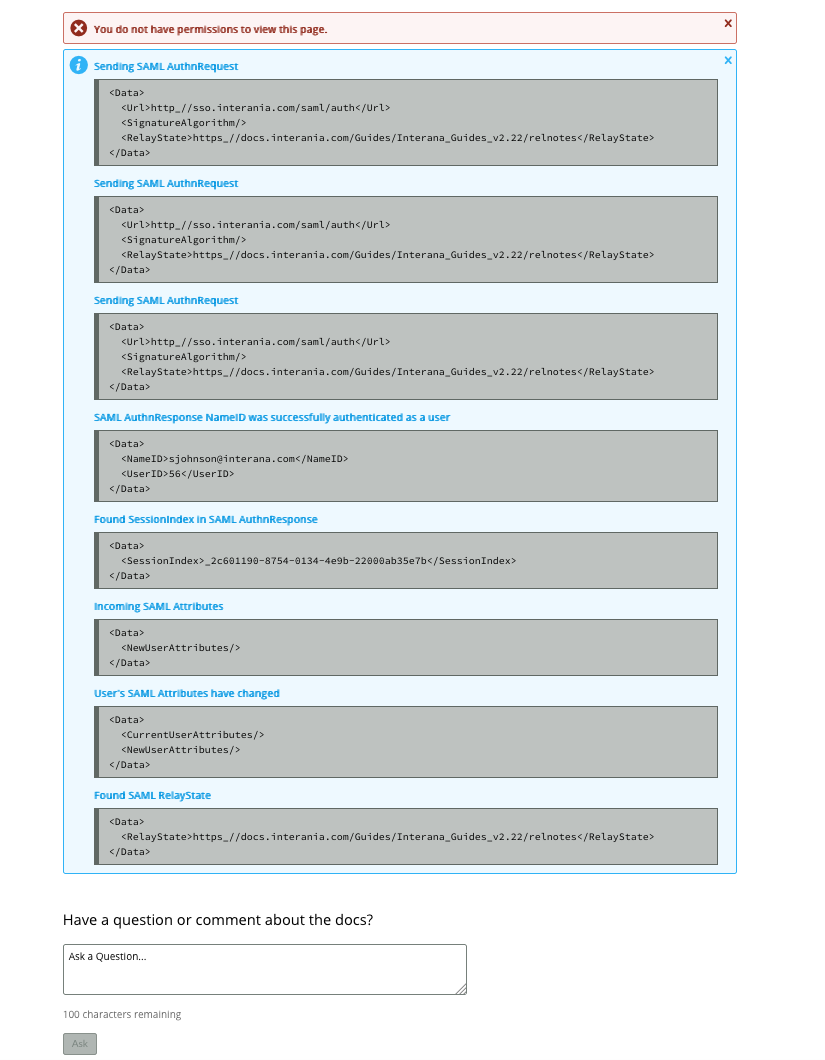 You do not have permissions to view this page.
Sending SAML AuthnRequest
<Data>
<Url>http_//sso.interania.com/saml/auth</Url>
<SignatureAlgorithm/>
<RelayState>https_//docs.interania.com/Guides/Interana_Guides_v2.22/relnotes</RelayState>
</Data>
Sending SAML AuthnRequest
<Data>
<Url>http_//sso.interania.com/saml/auth</Url>
<SignatureAlgorithm/>
<RelayState>https_//docs.interania.com/Guides/Interana_Guides_v2.22/relnotes</RelayState>
</Data>
Sending SAML AuthnRequest
<Data>
<Url>http_//sso.interania.com/saml/auth</Url>
<SignatureAlgorithm/>
<RelayState>https_//docs.interania.com/Guides/Interana_Guides_v2.22/relnotes</RelayState>
</Data>
SAML AuthnResponse NameID was successfully authenticated as a user
<Data>
<NameID>sjohnson@interana.com</NameID>
<UserID>56</UserID>
</Data>
Found SessionIndex in SAML AuthnResponse
<Data>
<SessionIndex>_2c601190-8754-0134-4e9b-22000ab35e7b</SessionIndex>
</Data>
Incoming SAML Attributes
<Data>
<NewUserAttributes/>
</Data>
User's SAML Attributes have changed
<Data>
<CurrentUserAttributes/>
<NewUserAttributes/>
</Data>
Found SAML RelayState
<Data>
<RelayState>https_//docs.interania.com/Guides/Interana_Guides_v2.22/relnotes</RelayState>
</Data>
Have a question or comment about the docs?
Ask a Question...
100 characters remaining
Ask